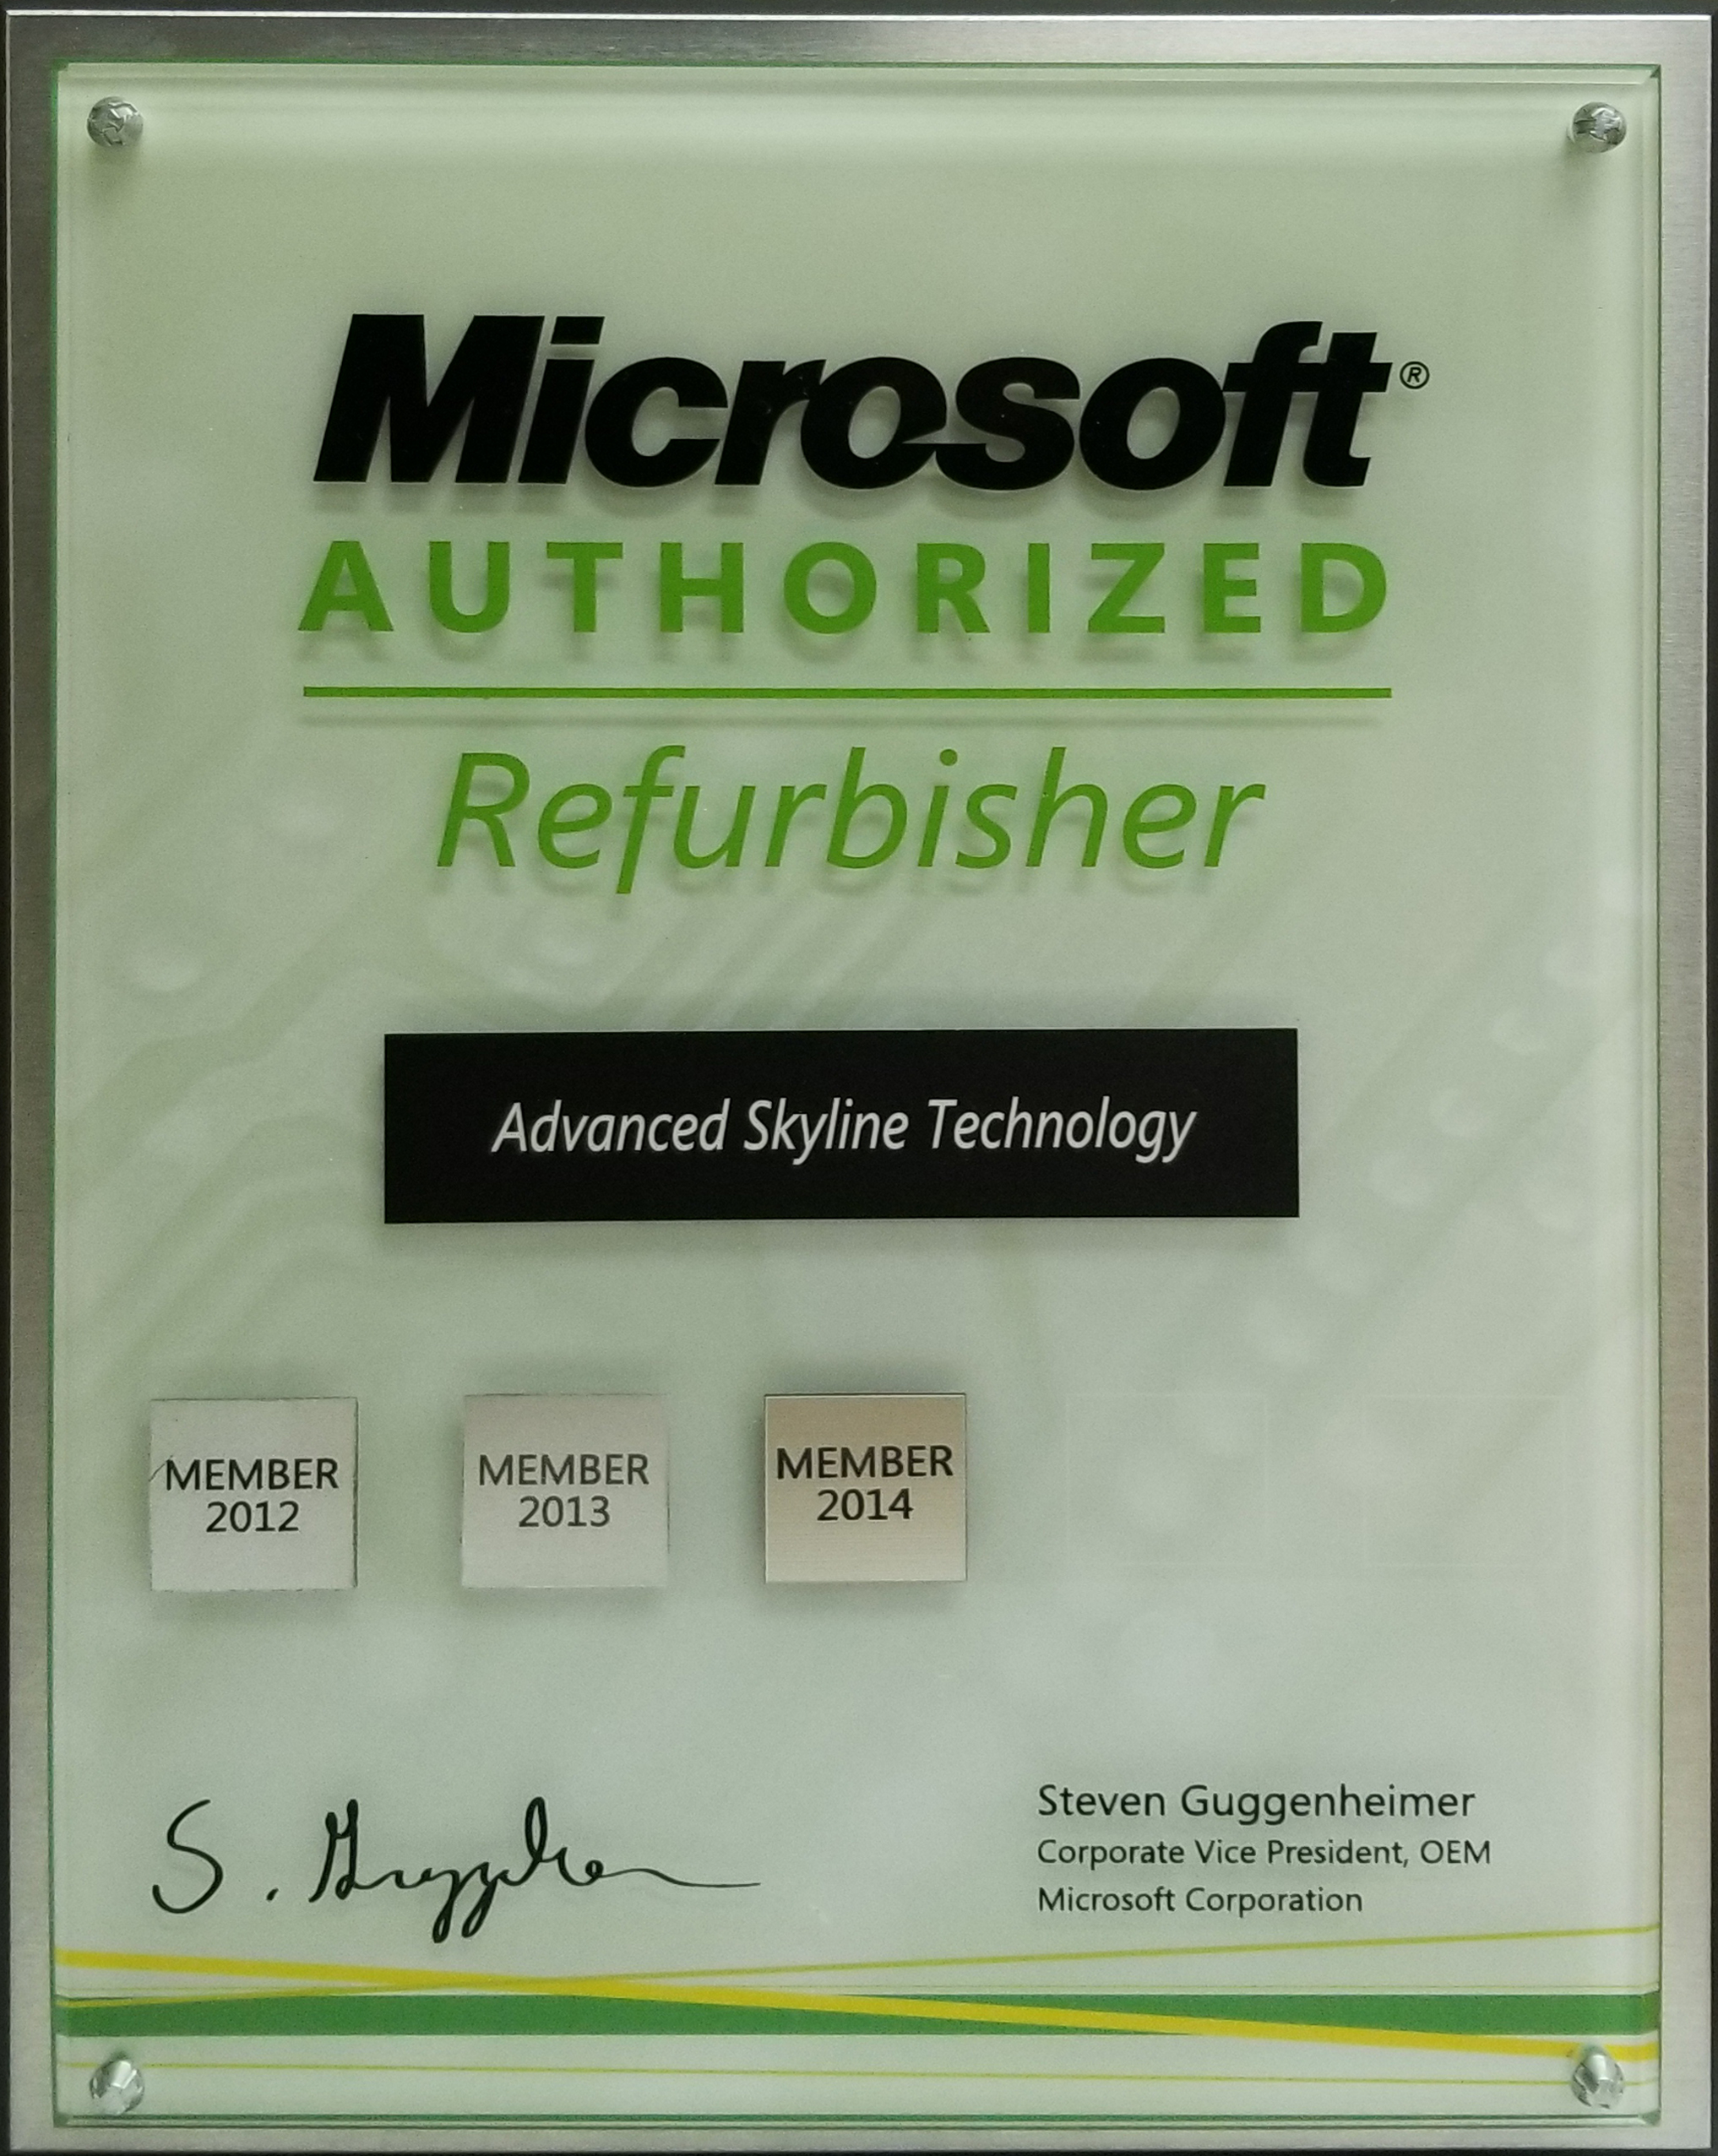 Microsoft®
AUTHORIZED
Refurbisher
Advanced Skyline Technology
MEMBER
2012
MEMBER
2013
MEMBER
2014
S. Guggenheimer
Steven Guggenheimer
Corporate Vice President, OEM
Microsoft Corporation